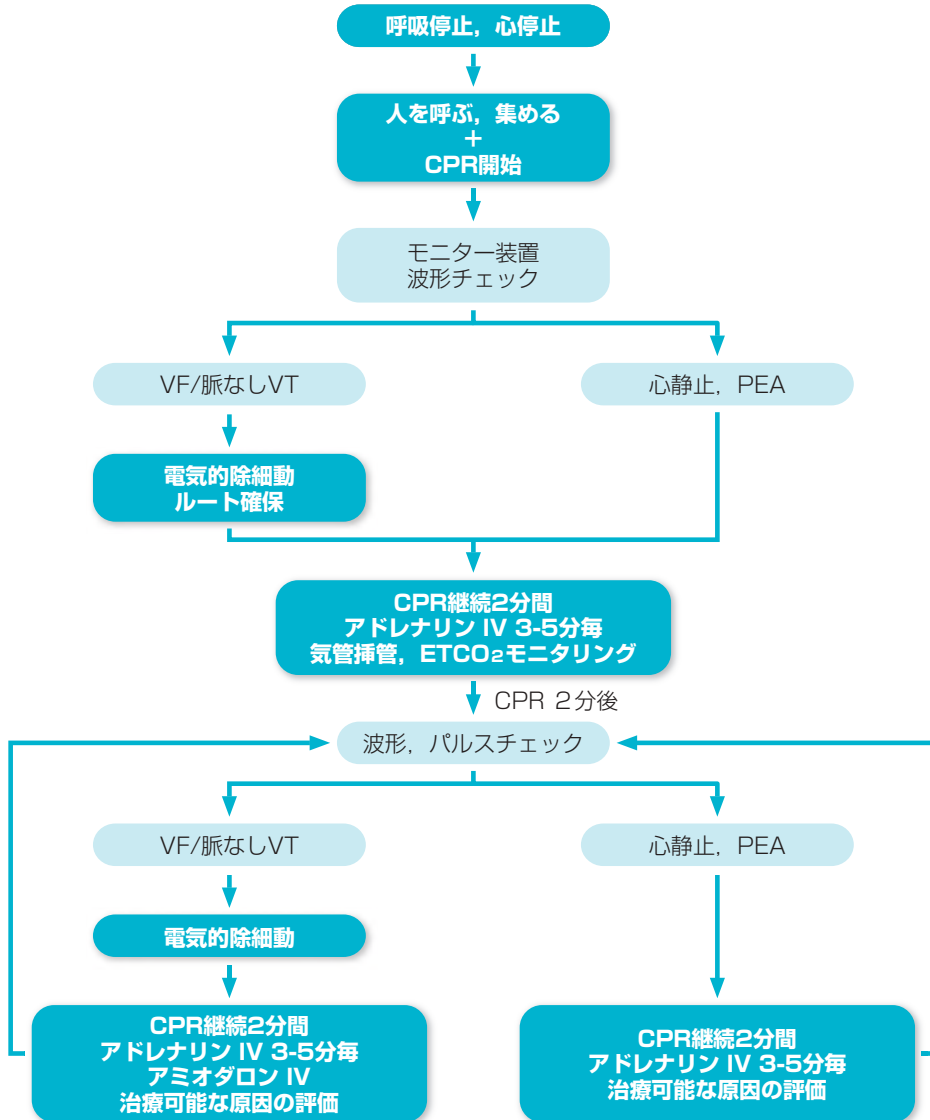 呼吸停止，心停止
人を呼ぶ，集める
＋
CPR開始
モニター装置
波形チェック
VF/脈なしVT
心静止，PEA
電気的除細動
ルート確保
CPR継続2分間
アドレナリン IV 3-5分毎
気管挿管，ETCO₂モニタリング
CPR 2分後
波形，パルスチェック
VF/脈なしVT
心静止，PEA
電気的除細動
CPR継続2分間
アドレナリン IV 3-5分毎
アミオダロン IV
治療可能な原因の評価
CPR継続2分間
アドレナリン IV 3-5分毎
治療可能な原因の評価